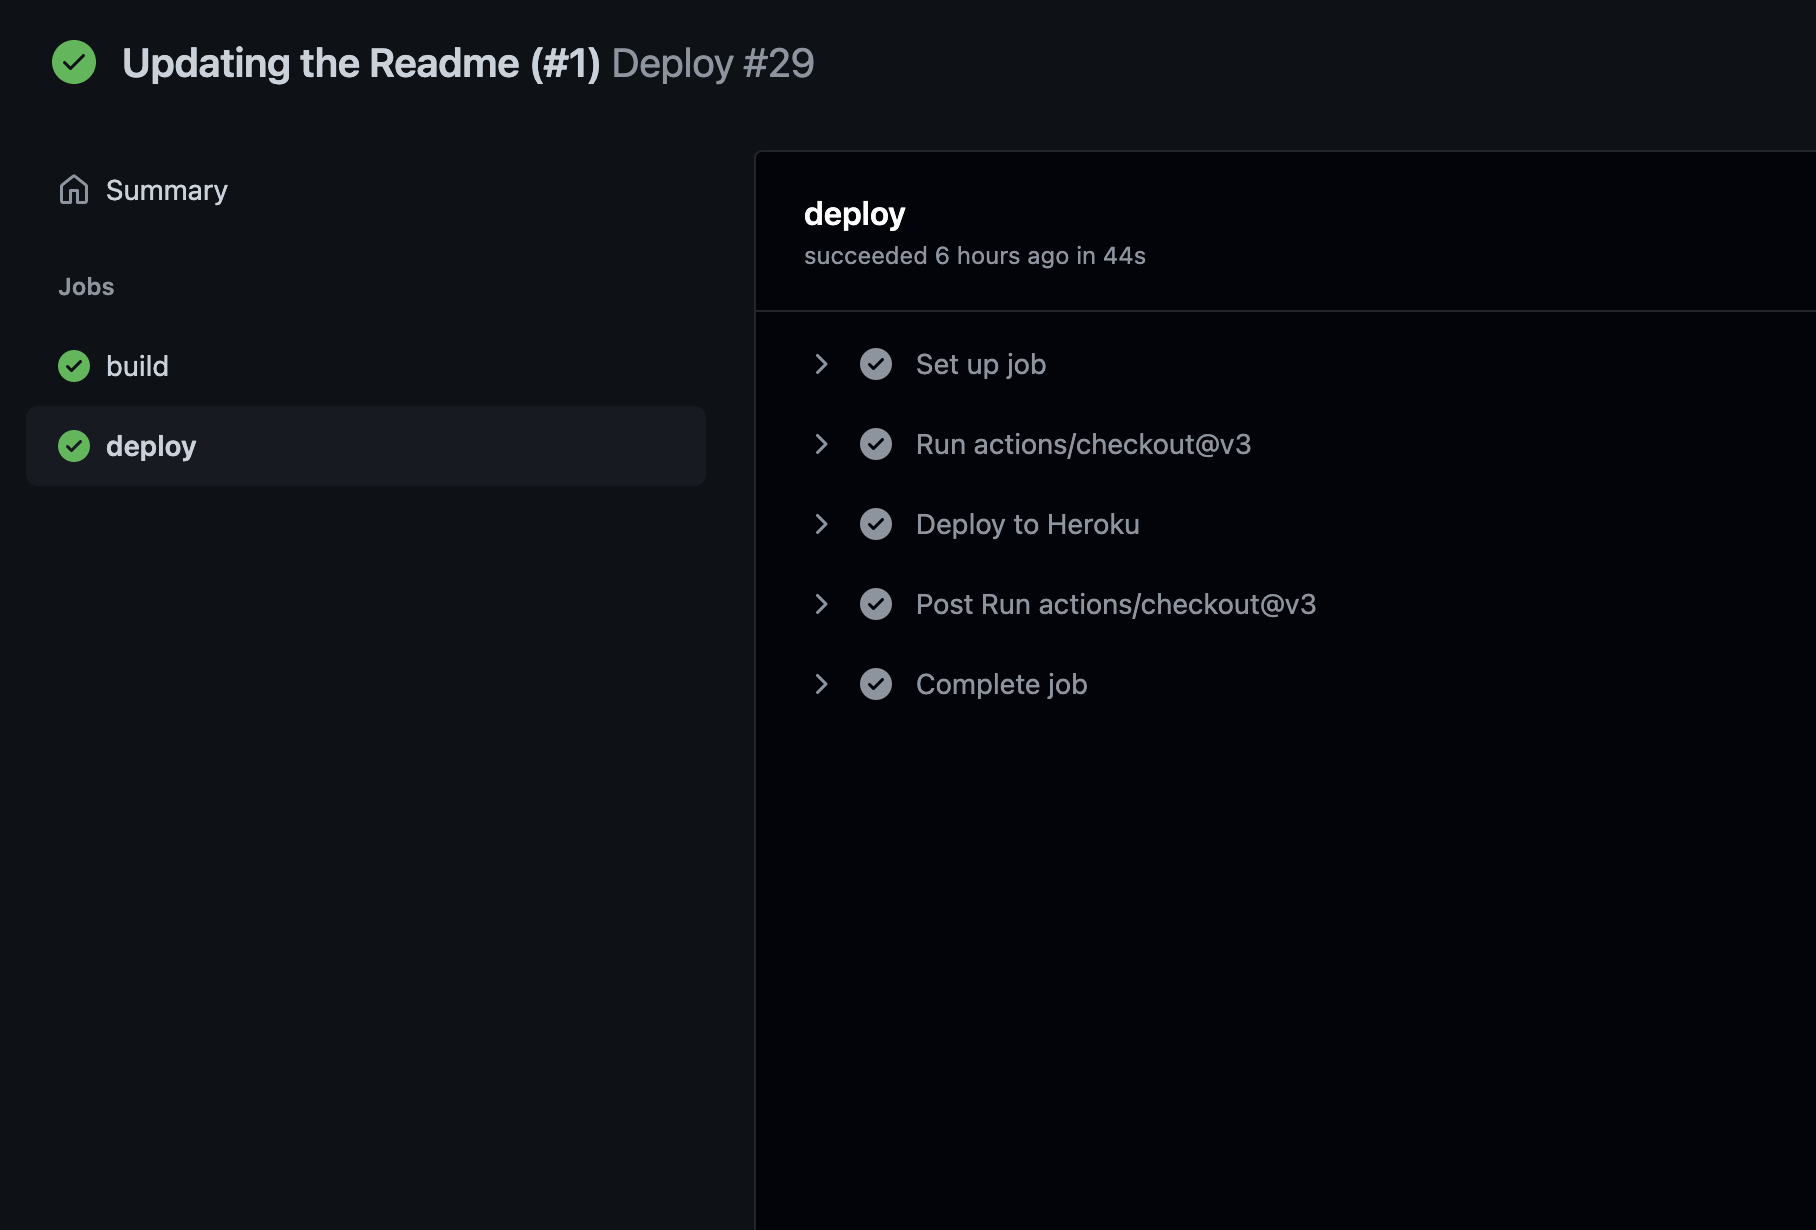 Updating the Readme (#1) Deploy #29
Summary
Jobs
build
deploy
deploy
succeeded 6 hours ago in 44s
Set up job
Run actions/checkout@v3
Deploy to Heroku
Post Run actions/checkout@v3
Complete job